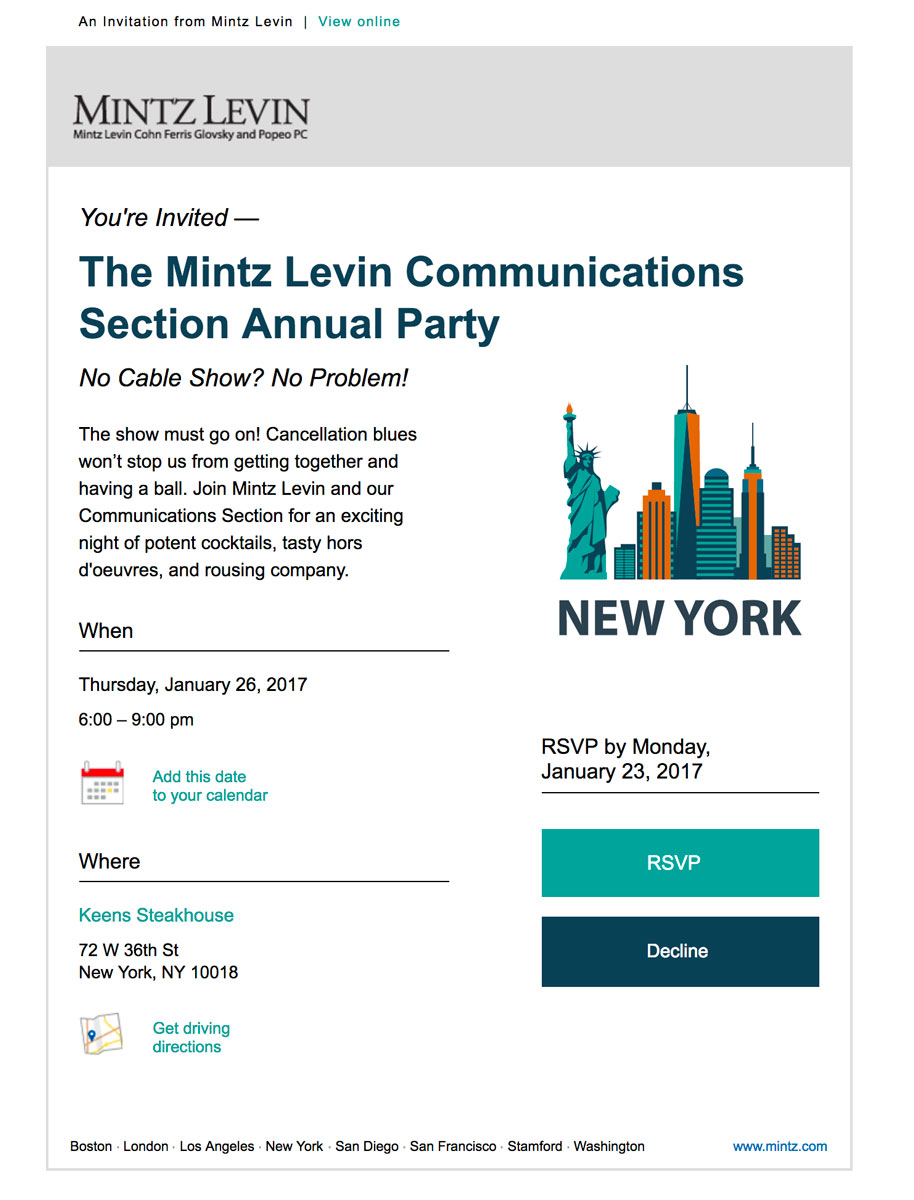 An Invitation from Mintz Levin | View online
MINTZ LEVIN
Mintz Levin Cohn Ferris Glovsky and Popeo PC
You're Invited —
The Mintz Levin Communications
Section Annual Party
No Cable Show? No Problem!
The show must go on! Cancellation blues
won’t stop us from getting together and
having a ball. Join Mintz Levin and our
Communications Section for an exciting
night of potent cocktails, tasty hors
d'oeuvres, and rousing company.
When
Thursday, January 26, 2017
6:00 – 9:00 pm
Add this date
to your calendar
Where
Keens Steakhouse
72 W 36th St
New York, NY 10018
Get driving
directions
NEW YORK
RSVP by Monday,
January 23, 2017
RSVP
Decline
Boston · London · Los Angeles · New York · San Diego · San Francisco · Stamford · Washington
www.mintz.com